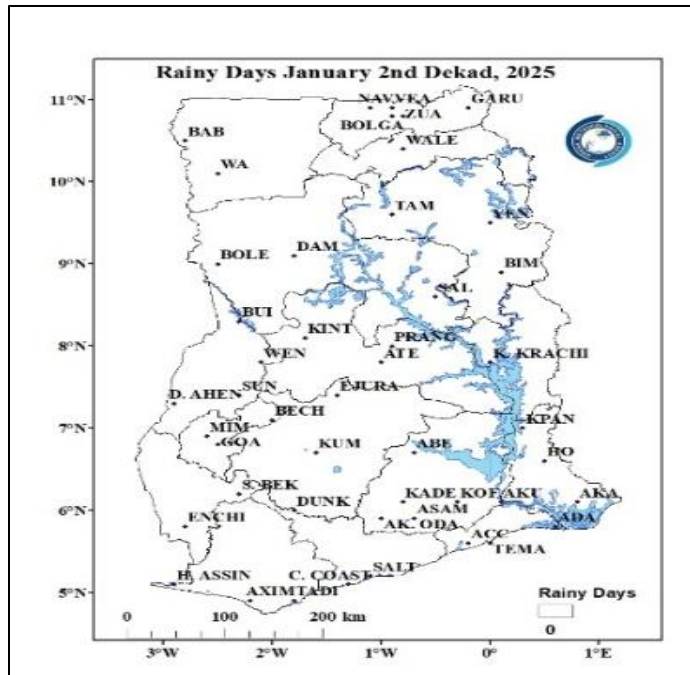 Rainy Days January 2nd Dekad, 2025
11°N
NAVVEA GARU
ZUA
BOLGA
BAB WALE
WA
10°N
TAM
YEN
DAM
BOLE BIM
9°N
SAL
BUI
KINT
PRANG
8°N
WEN ATE K. KRACHI
D. AHEN SUN EJURA
BECH
KPAN
7°N
MIM
GOA KUM ABE
HO
S. BEK
DUNK KADE KOF AKU AKA
6°N
ENCHI ASAM
AK. ODA ADA
ACC
TEMA
H. ASSIN C. COAST SALT
AXIMTADI
5°N
Rainy Days
0 100 200 km
0
3°W 2°W 1°W 0° 1°E